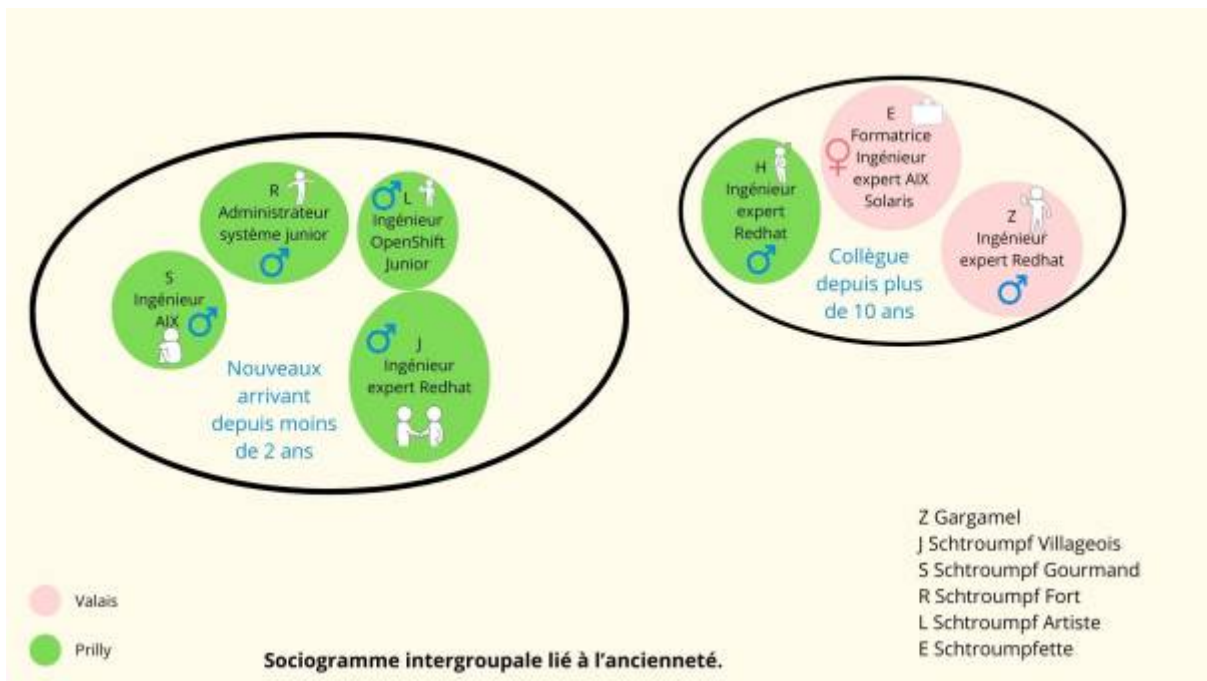 R
Administrateur
système junior
L
Ingénieur
OpenShift
Junior
S
Ingénieur
AIX
J
Ingénieur
expert Redhat
Nouveaux
arrivant
depuis moins
de 2 ans
E
Formatrice
Ingénieur
expert AIX
Solaris
H
Ingénieur
expert
Redhat
Z
Ingénieur
expert Redhat
Collègue
depuis plus
de 10 ans
Z Gargamel
J Schtroumpf Villageois
S Schtroumpf Gourmand
R Schtroumpf Fort
L Schtroumpf Artiste
E Schtroumpfette
Valais
Prilly
Sociogramme intergroupale lié à l'ancienneté.